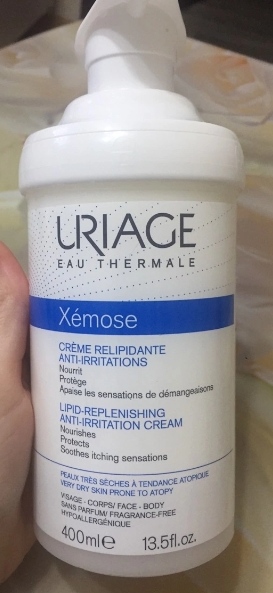 URIAGE
EAU THERMALE
Xémose
CRÈME RELIPIDANTE
ANTI-IRRITATIONS
Nourrit
Protège
Apaise les sensations de démangeaisons
LIPID-REPLENISHING
ANTI-IRRITATION CREAM
Nourishes
Protects
Soothes itching sensations
PEAUX TRÈS SÈCHES À TENDANCE ATOPIQUE
VERY DRY SKIN PRONE TO ATOPY
VISAGE - CORPS/ FACE - BODY
SANS PARFUM/ FRAGRANCE-FREE
HYPOALLERGÉNIQUE
400ml℮ 13.5fl.oz.